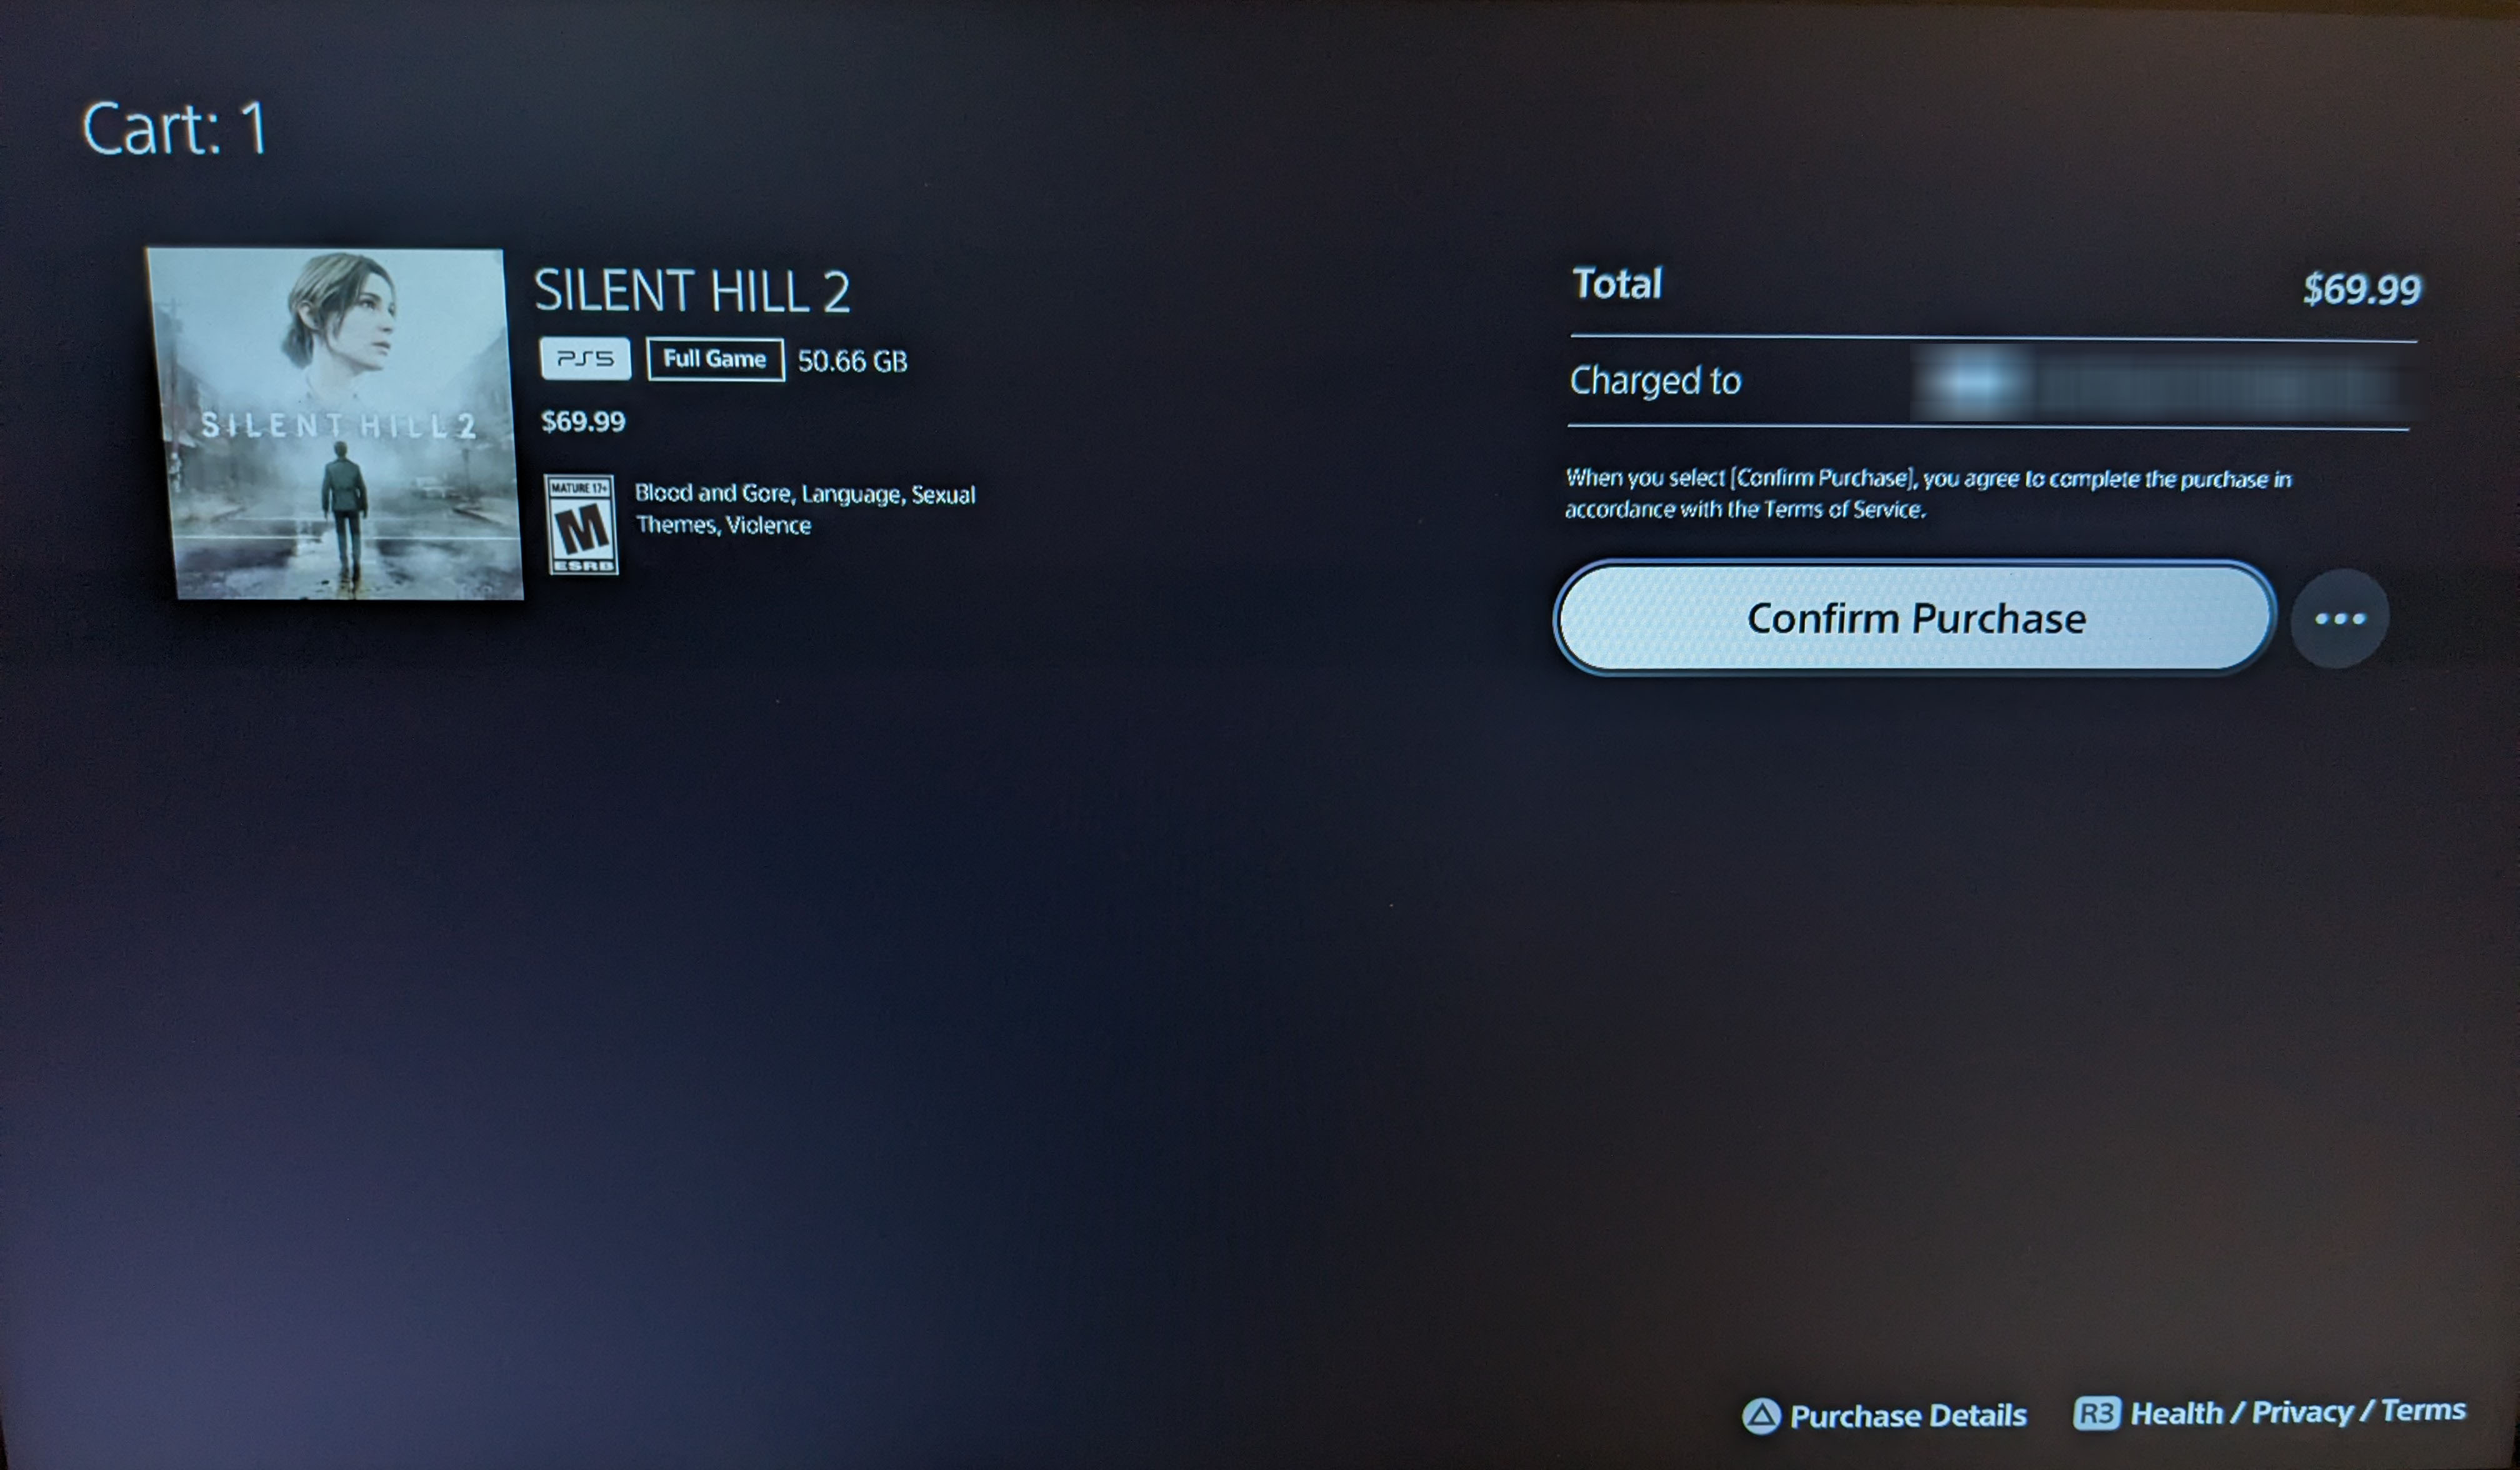 Cart: 1
SILENT HILL 2
SILENT HILL 2
PS5 Full Game 50.66 GB
$69.99
MATURE 17+
M
ESRB
Blood and Gore, Language, Sexual
Themes, Violence
Total $69.99
Charged to
When you select [Confirm Purchase], you agree to complete the purchase in
accordance with the Terms of Service.
Confirm Purchase
Purchase Details R3 Health / Privacy / Terms